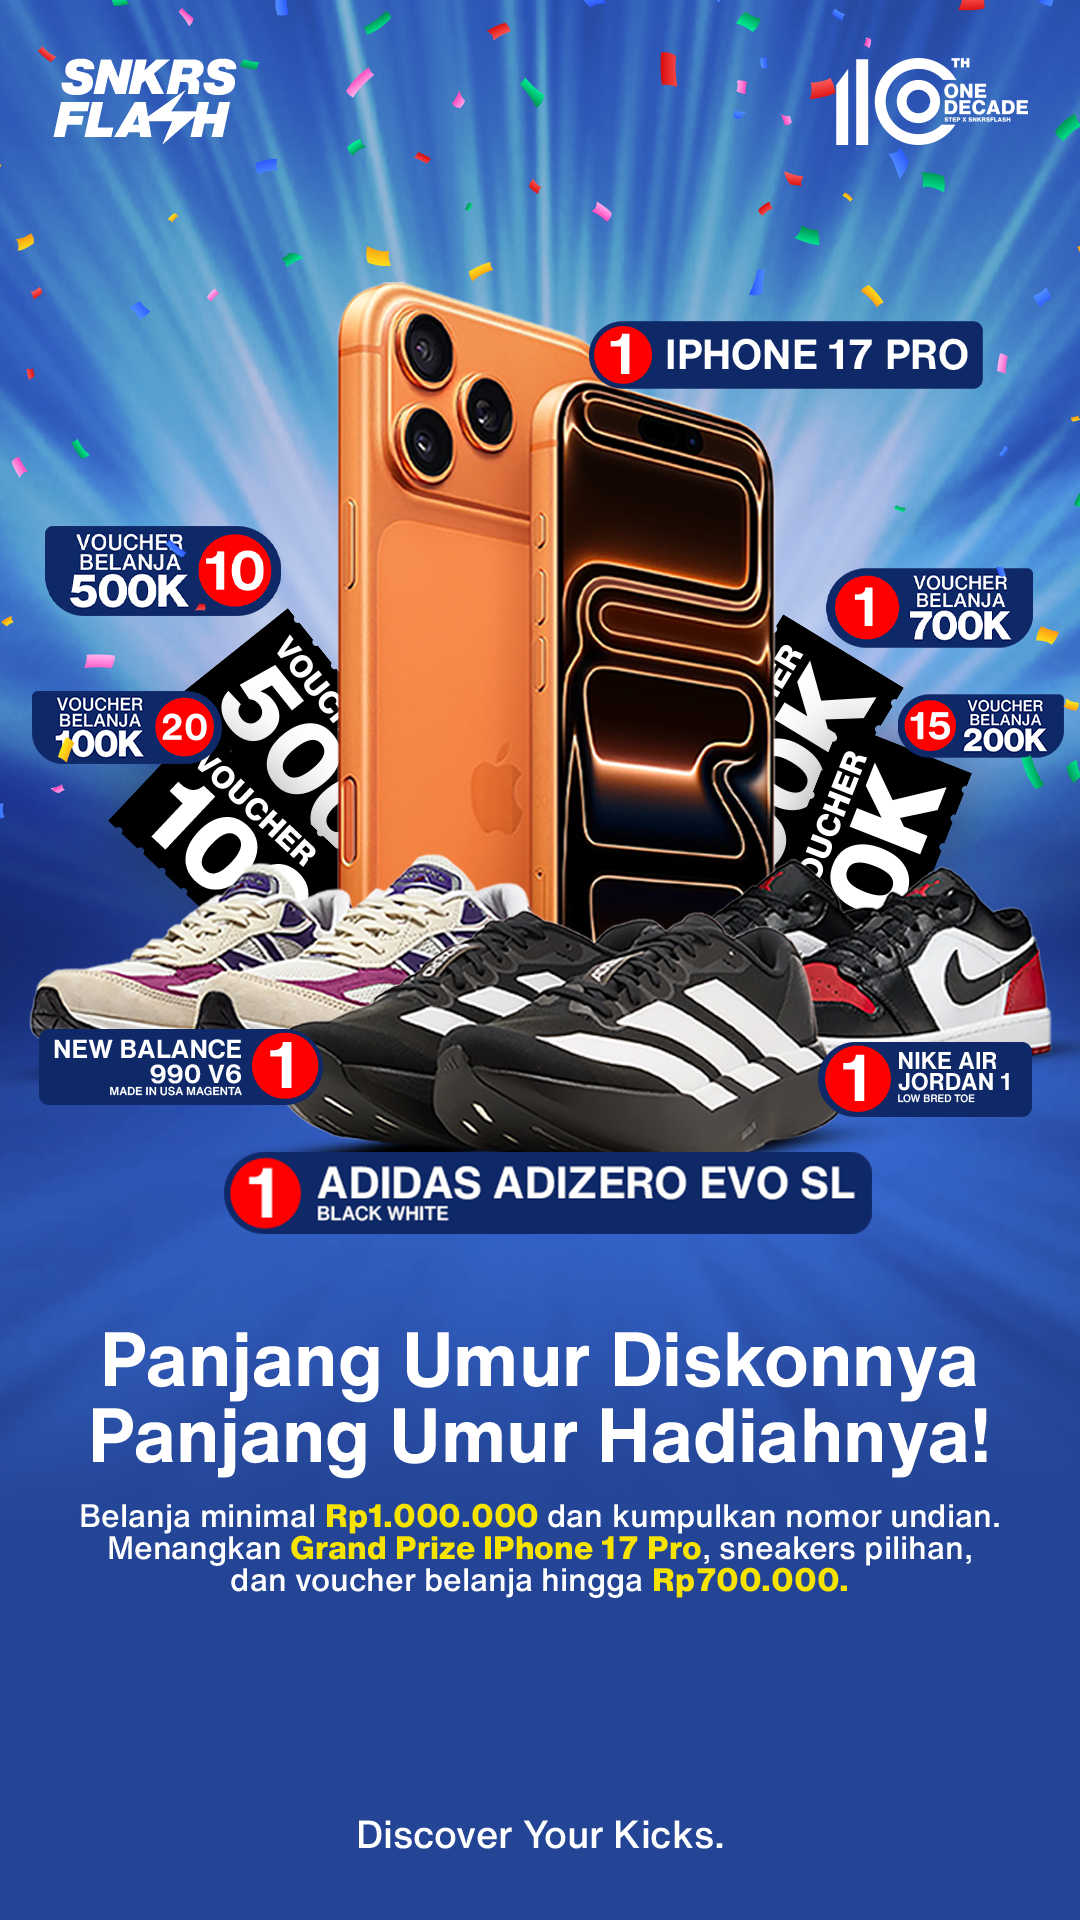 SNKRS
FLASH
10 TH
ONE
DECADE
STEP X SNKRSFLASH
1 IPHONE 17 PRO
VOUCHER
BELANJA
500K
10
1
VOUCHER
BELANJA
700K
VOUCHER
BELANJA
100K
20
15
VOUCHER
BELANJA
200K
VOUCHER
100
NEW BALANCE
990 V6
MADE IN USA MAGENTA
1
1
NIKE AIR
JORDAN 1
LOW BRED TOE
1
ADIDAS ADIZERO EVO SL
BLACK WHITE
Panjang Umur Diskonnya
Panjang Umur Hadiahnya!
Belanja minimal Rp1.000.000 dan kumpulkan nomor undian.
Menangkan Grand Prize IPhone 17 Pro, sneakers pilihan,
dan voucher belanja hingga Rp700.000.
Discover Your Kicks.